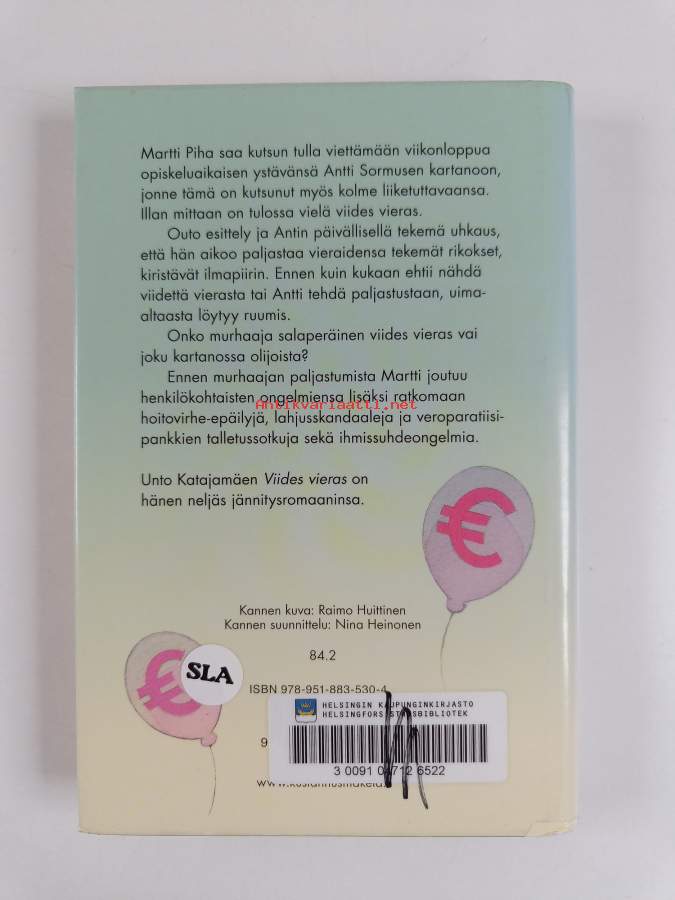 Martti Piha saa kutsun tulla viettämään viikonloppua
opiskeluaikaisen ystävänsä Antti Sormusen kartanoon,
jonne tämä on kutsunut myös kolme liiketuttavaansa.
Illan mittaan on tulossa vielä viides vieras.
Outo esittely ja Antin päivällisellä tekemä uhkaus,
että hän aikoo paljastaa vieraidensa tekemät rikokset,
kiristävät ilmapiirin. Ennen kuin kukaan ehtii nähdä
viidettä vierasta tai Antti tehdä paljastustaan, uima-
altaasta löytyy ruumis.
Onko murhaaja salaperäinen viides vieras vai
joku kartanossa olijoista?
Ennen murhaajan paljastumista Martti joutuu
henkilökohtaisten ongelmiensa lisäksi ratkomaan
Antikvariaatti.net
hoitovirhe-epäilyjä, lahjusskandaaleja ja veroparatiisi-
pankkien talletussotkuja sekä ihmissuhdeongelmia.
Unto Katajamäen Viides vieras on
hänen neljäs jännitysromaaninsa.
€
Kannen kuva: Raimo Huittinen
Kannen suunnittelu: Nina Heinonen
84.2
€
SLA
ISBN 978-951-883-530-4
HELSINGIN KAUPUNGINKIRJASTO
HELSINGFORS STADSBIBLIOTEK
9
3 0091 04712 6522